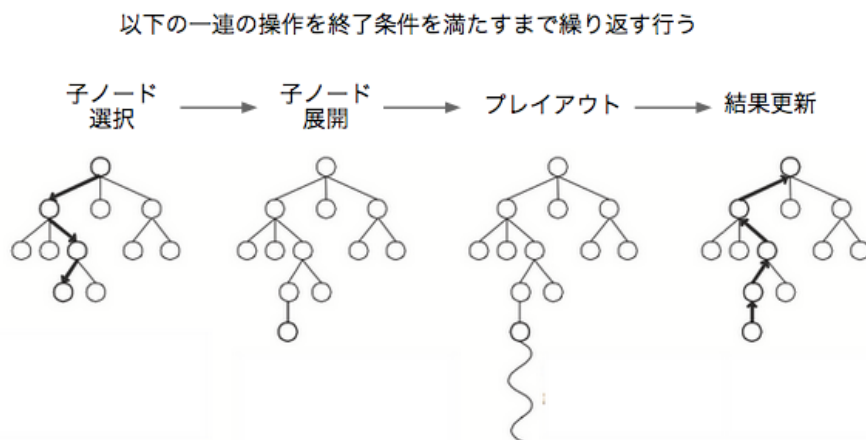 以下の一連の操作を終了条件を満たすまで繰り返す行う
子ノード
選択
子ノード
展開
プレイアウト
結果更新